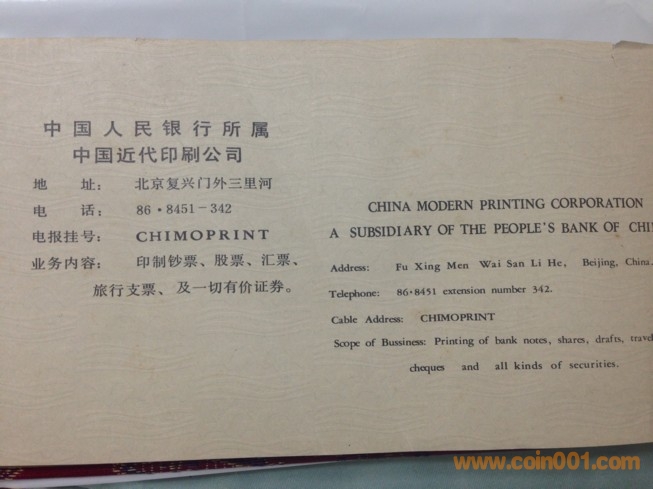 中国人民银行所属
中国近代印刷公司
地 址: 北京复兴门外三里河
电 话: 86·8451-342
电报挂号: CHIMOPRINT
业务内容: 印制钞票、股票、汇票、
旅行支票、及一切有价证券。
CHINA MODERN PRINTING CORPORATION
A SUBSIDIARY OF THE PEOPLE'S BANK OF
Address: Fu Xing Men Wai San Li He, Beijing, China.
Telephone: 86·8451 extension number 342.
Cable Address: CHIMOPRINT
Scope of Bussiness: Printing of bank notes, shares, drafts,
cheques and all kinds of securities.
www.coin001.com